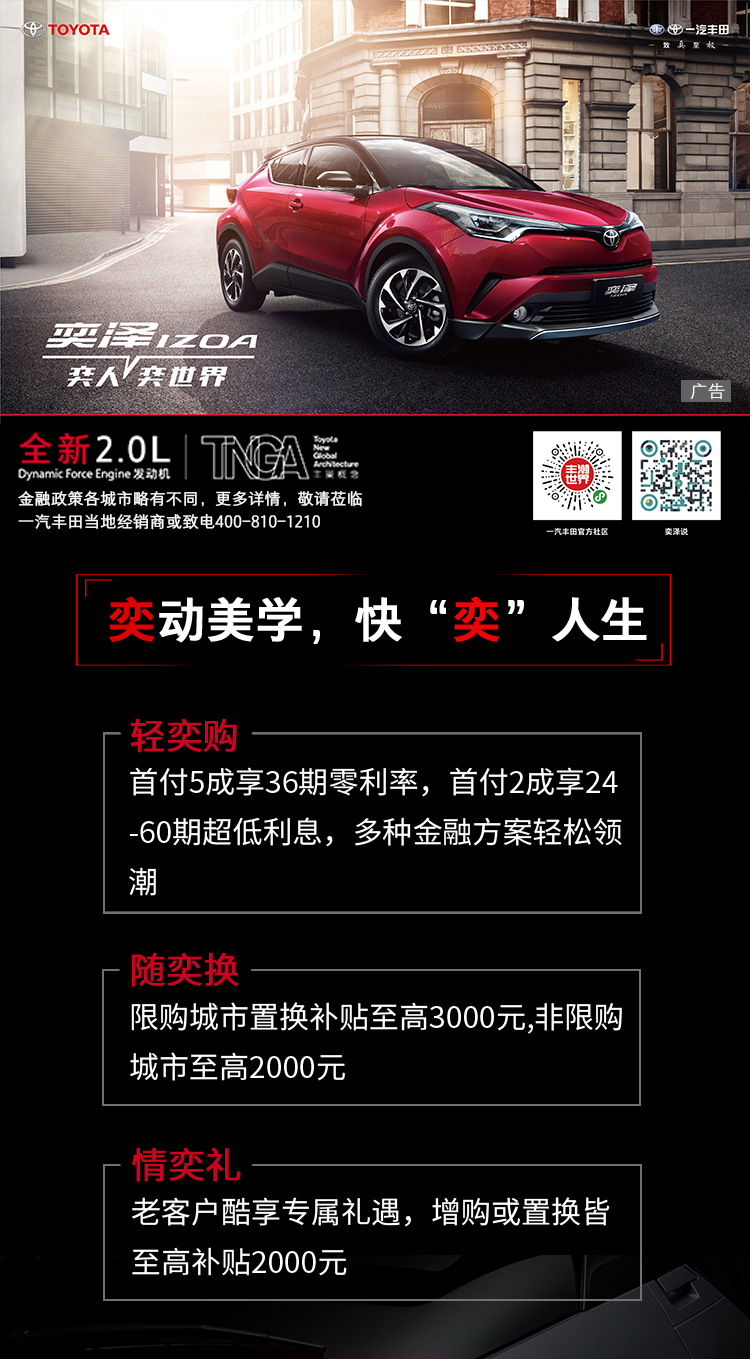 TOYOTA
一汽丰田
致真至极
奕泽
IZOA
奕泽IZOA
奕人奕世界
广告
全新2.0L
Dynamic Force Engine 发动机
TNGA
Toyota
New
Global
Architecture
丰巢概念
金融政策各城市略有不同，更多详情，敬请莅临
一汽丰田当地经销商或致电400-810-1210
丰潮
世界
一汽丰田官方社区
奕泽说
奕动美学，快“奕”人生
轻奕购
首付5成享36期零利率，首付2成享24
-60期超低利息，多种金融方案轻松领
潮
随奕换
限购城市置换补贴至高3000元,非限购
城市至高2000元
情奕礼
老客户酷享专属礼遇，增购或置换皆
至高补贴2000元